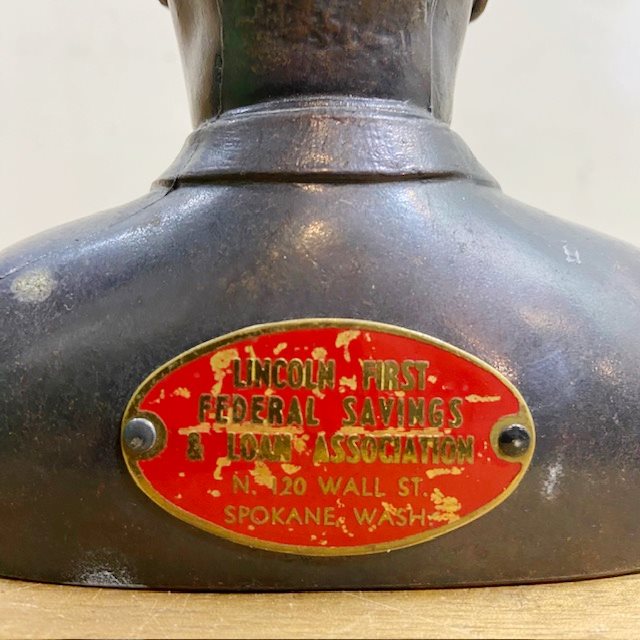 LINCOLN FIRST
FEDERAL SAVINGS
& LOAN ASSOCIATION
N. 120 WALL ST.
SPOKANE, WASH.